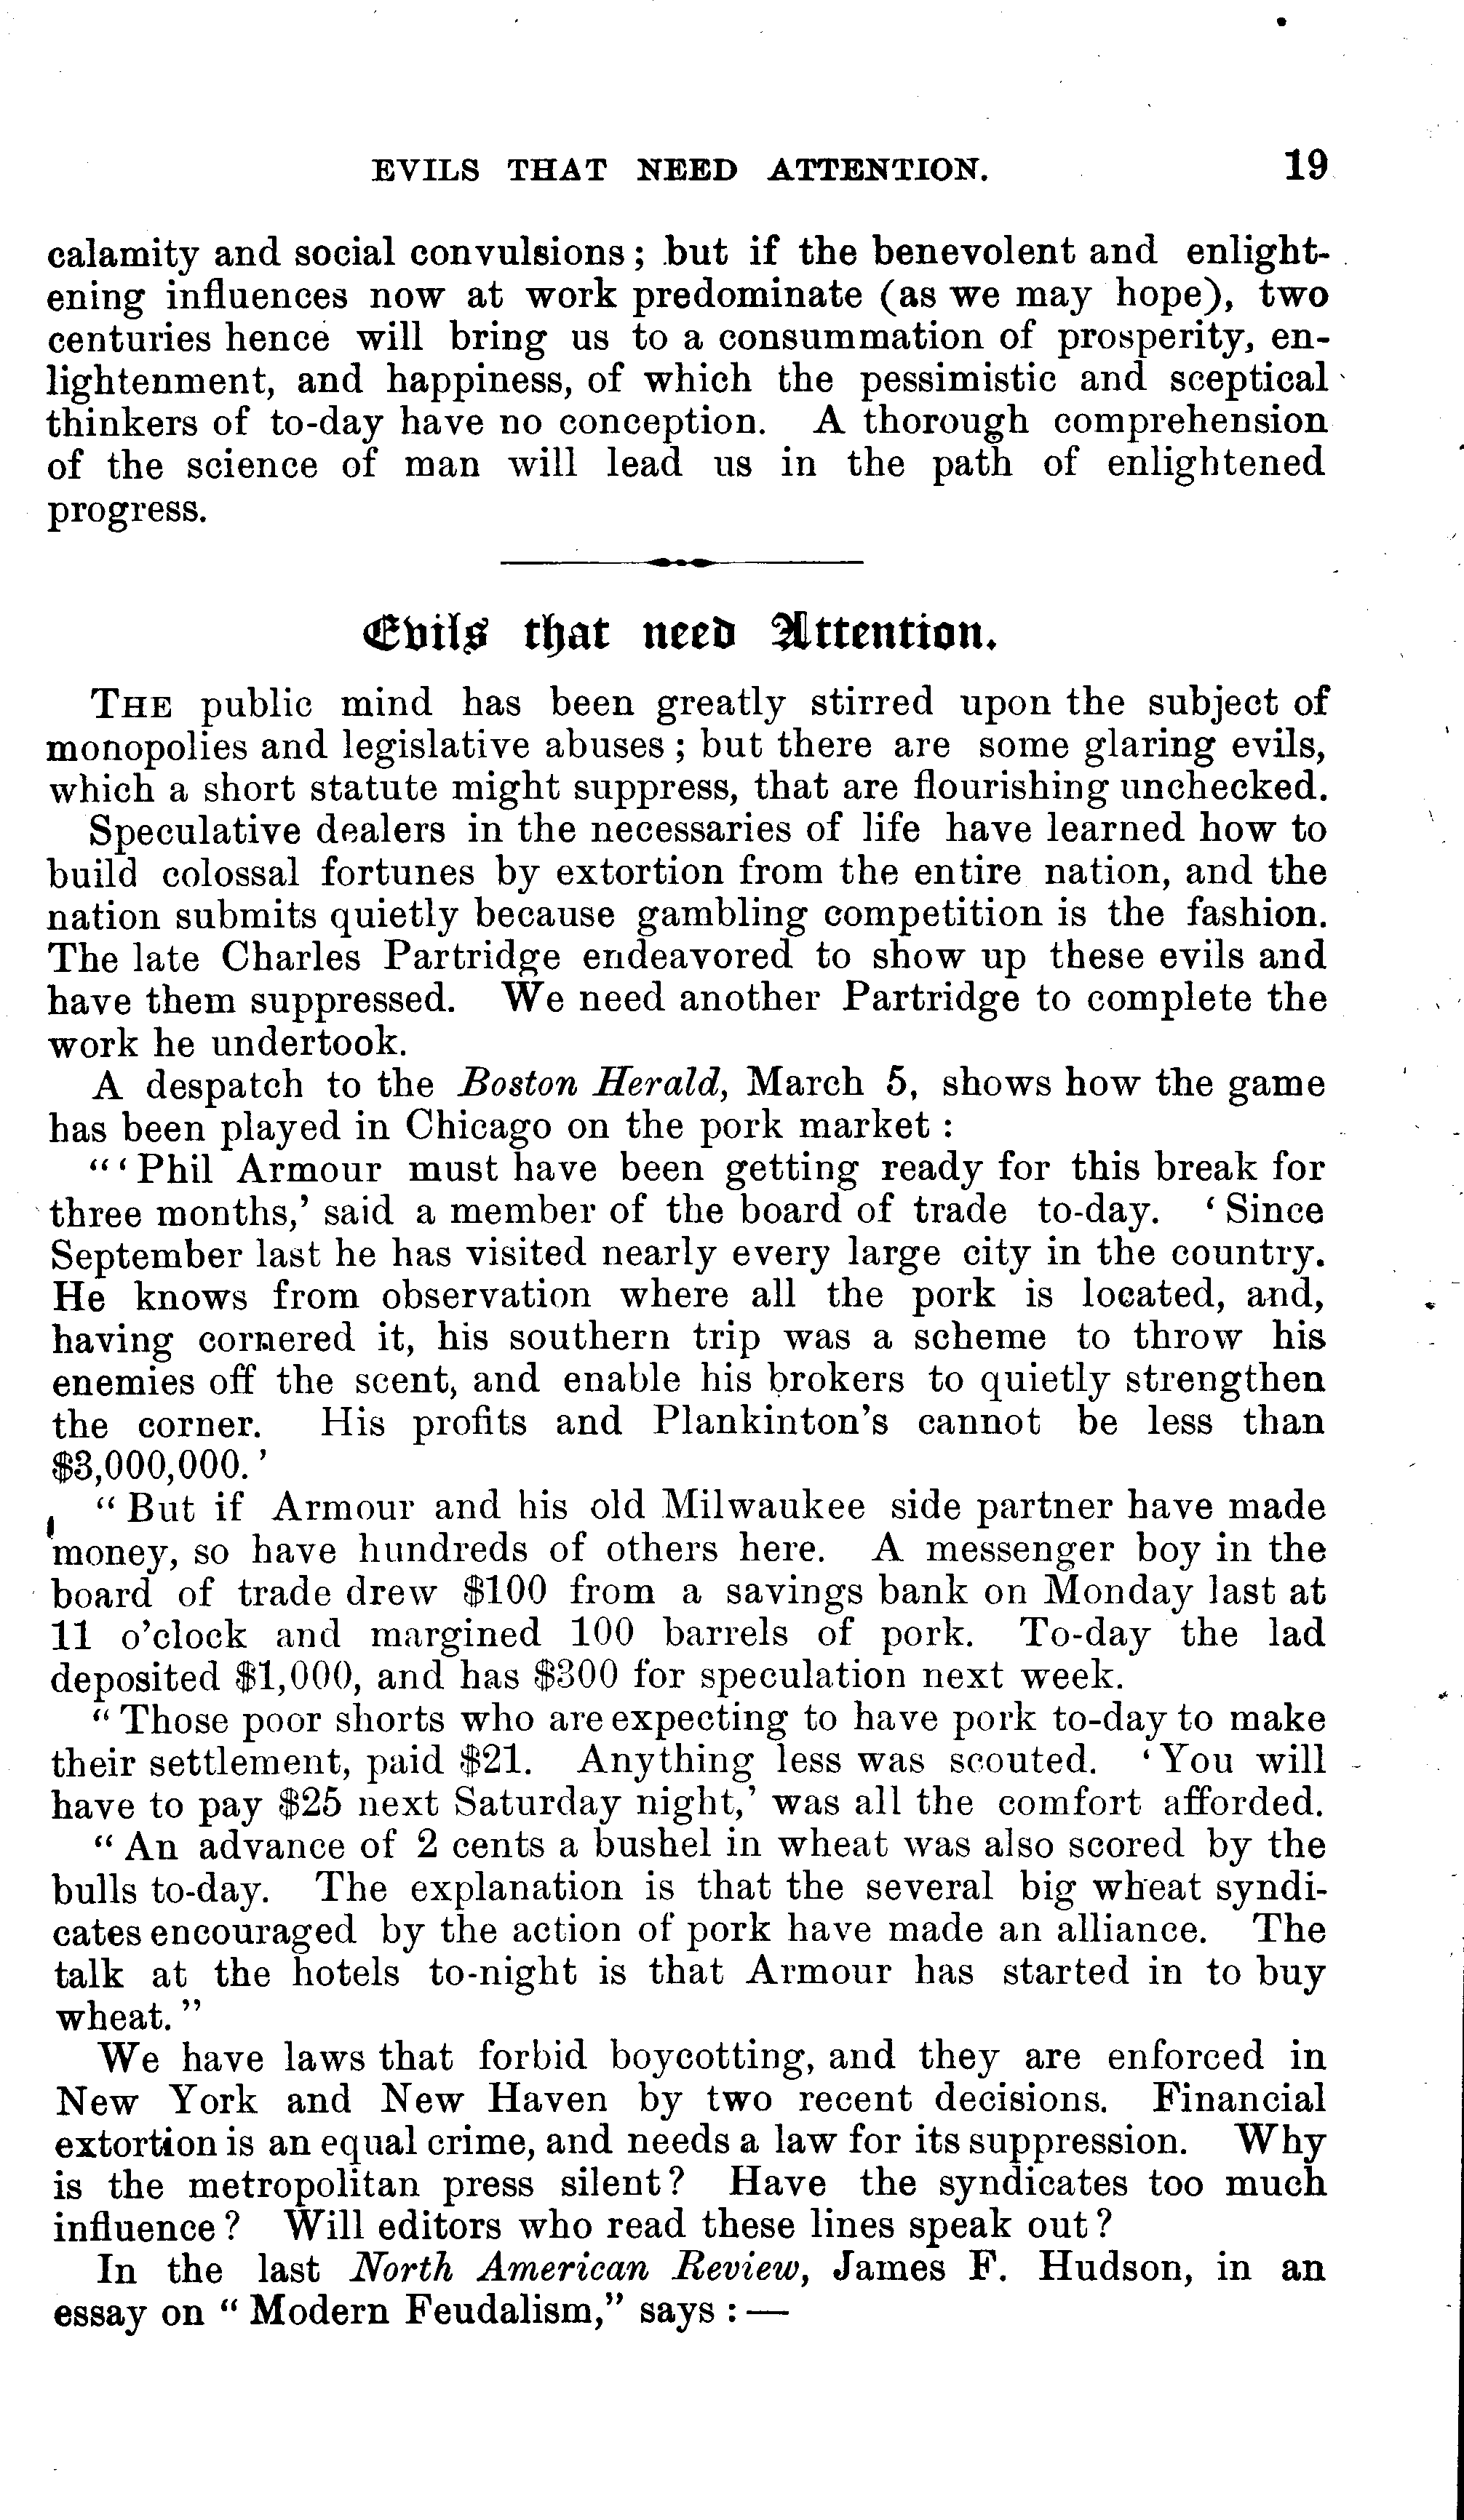 EVILS THAT NEED ATTENTION. 19
calamity and social convulsions; but if the benevolent and enlight-
ening influences now at work predominate (as we may hope), two
centuries hence will bring us to a consummation of prosperity, en-
lightenment, and happiness, of which the pessimistic and sceptical
thinkers of to-day have no conception. A thorough comprehension
of the science of man will lead us in the path of enlightened
progress.
Evils that need Attention.
THE public mind has been greatly stirred upon the subject of
monopolies and legislative abuses; but there are some glaring evils,
which a short statute might suppress, that are flourishing unchecked.
Speculative dealers in the necessaries of life have learned how to
build colossal fortunes by extortion from the entire nation, and the
nation submits quietly because gambling competition is the fashion.
The late Charles Partridge endeavored to show up these evils and
have them suppressed. We need another Partridge to complete the
work he undertook.
A despatch to the Boston Herald, March 5, shows how the game
has been played in Chicago on the pork market:
"'Phil Armour must have been getting ready for this break for
three months,' said a member of the board of trade to-day. 'Since
September last he has visited nearly every large city in the country.
He knows from observation where all the pork is located, and,
having cornered it, his southern trip was a scheme to throw his
enemies off the scent, and enable his brokers to quietly strengthen
the corner. His profits and Plankinton's cannot be less than
$3,000,000.'
"But if Armour and his old Milwaukee side partner have made
money, so have hundreds of others here. A messenger boy in the
board of trade drew $100 from a savings bank on Monday last at
11 o'clock and margined 100 barrels of pork. To-day the lad
deposited $1,000, and has $300 for speculation next week.
"Those poor shorts who are expecting to have pork to-day to make
their settlement, paid $21. Anything less was scouted. 'You will
have to pay $25 next Saturday night,' was all the comfort afforded.
"An advance of 2 cents a bushel in wheat was also scored by the
bulls to-day. The explanation is that the several big wheat syndi-
cates encouraged by the action of pork have made an alliance. The
talk at the hotels to-night is that Armour has started in to buy
wheat."
We have laws that forbid boycotting, and they are enforced in
New York and New Haven by two recent decisions. Financial
extortion is an equal crime, and needs a law for its suppression. Why
is the metropolitan press silent? Have the syndicates too much
influence? Will editors who read these lines speak out?
In the last North American Review, James F. Hudson, in an
essay on "Modern Feudalism," says:—